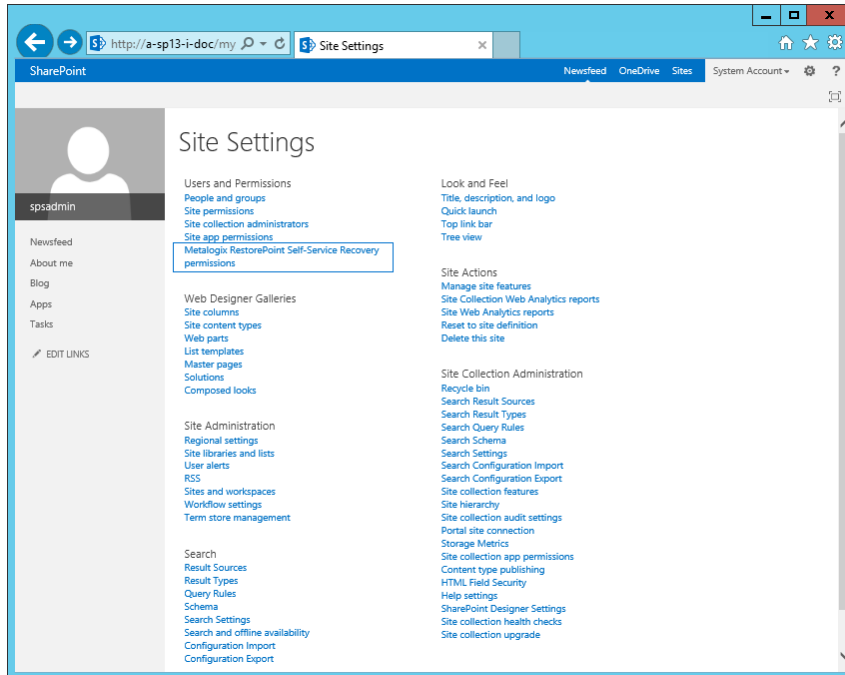 http://a-sp13-i-doc/my
Site Settings
SharePoint
Newsfeed OneDrive Sites System Account ?
spsadmin
Newsfeed
About me
Blog
Apps
Tasks
EDIT LINKS
Site Settings
Users and Permissions
People and groups
Site permissions
Site collection administrators
Site app permissions
Metalogix RestorePoint Self-Service Recovery
permissions
Web Designer Galleries
Site columns
Site content types
Web parts
List templates
Master pages
Solutions
Composed looks
Site Administration
Regional settings
Site libraries and lists
User alerts
RSS
Sites and workspaces
Workflow settings
Term store management
Search
Result Sources
Result Types
Query Rules
Schema
Search Settings
Search and offline availability
Configuration Import
Configuration Export
Look and Feel
Title, description, and logo
Quick launch
Top link bar
Tree view
Site Actions
Manage site features
Site Collection Web Analytics reports
Site Web Analytics reports
Reset to site definition
Delete this site
Site Collection Administration
Recycle bin
Search Result Sources
Search Result Types
Search Query Rules
Search Schema
Search Settings
Search Configuration Import
Search Configuration Export
Site collection features
Site hierarchy
Site collection audit settings
Portal site connection
Storage Metrics
Site collection app permissions
Content type publishing
HTML Field Security
Help settings
SharePoint Designer Settings
Site collection health checks
Site collection upgrade